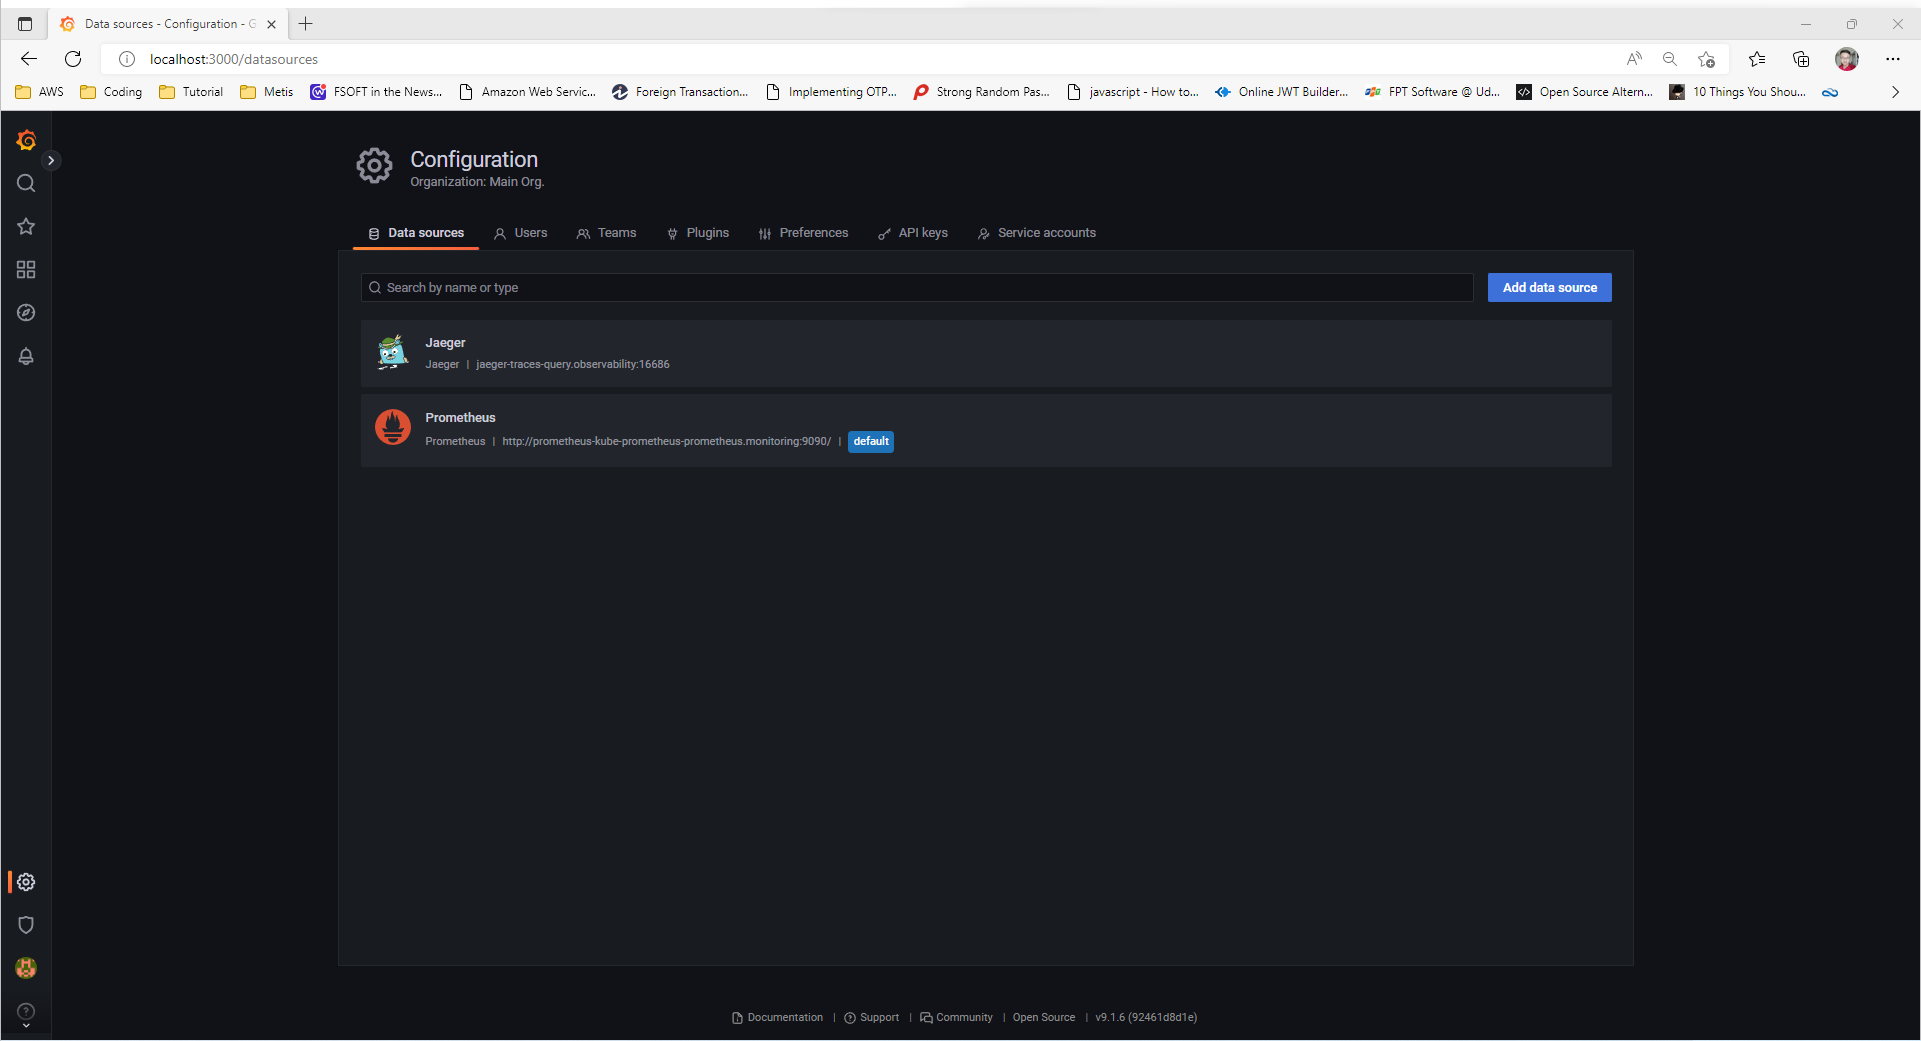 Data sources - Configuration - G
localhost:3000/datasources
AWS Coding Tutorial Metis FSOFT in the News... Amazon Web Servic... Foreign Transaction... Implementing OTP... Strong Random Pas... javascript - How to... Online JWT Builder... FPT Software @ Ud... Open Source Altern... 10 Things You Shou...
Configuration
Organization: Main Org.
Data sources Users Teams Plugins Preferences API keys Service accounts
Search by name or type Add data source
Jaeger
Jaeger | jaeger-traces-query.observability:16686
Prometheus
Prometheus | http://prometheus-kube-prometheus-prometheus.monitoring:9090/ | default
Documentation | Support | Community | Open Source | v9.1.6 (92461d8d1e)